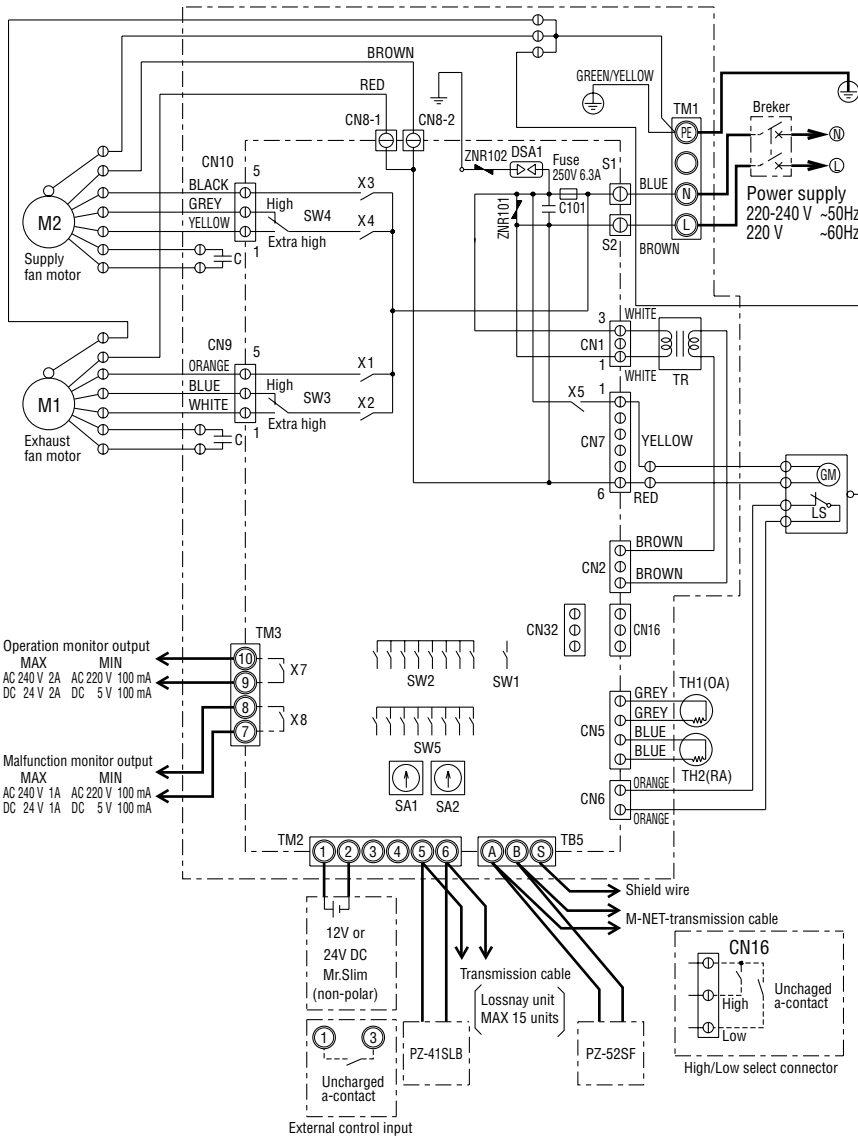 BROWN
RED
GREEN/YELLOW
TM1
PE
N
L
Breker
N
L
Power supply
220-240 V ~50Hz
220 V ~60Hz
CN8-1
CN8-2
ZNR102
DSA1
Fuse
250V 6.3A
S1
BLUE
C101
ZNR101
S2
BROWN
CN10
5
BLACK
GREY
YELLOW
1
High
SW4
Extra high
X3
X4
C
M2
Supply
fan motor
CN9
5
ORANGE
BLUE
WHITE
1
High
SW3
Extra high
X1
X2
C
M1
Exhaust
fan motor
3
WHITE
CN1
1
WHITE
TR
X5
1
CN7
YELLOW
6
RED
GM
LS
CN2
BROWN
BROWN
CN32
CN16
TM3
10
9
8
7
X7
X8
Operation monitor output
MAX MIN
AC 240 V 2A AC 220 V 100 mA
DC 24 V 2A DC 5 V 100 mA
Malfunction monitor output
MAX MIN
AC 240 V 1A AC 220 V 100 mA
DC 24 V 1A DC 5 V 100 mA
SW2
SW1
SW5
SA1
SA2
CN5
GREY
GREY
BLUE
BLUE
TH1(OA)
TH2(RA)
CN6
ORANGE
ORANGE
TM2
1 2 3 4 5 6
A B S
TB5
Shield wire
M-NET-transmission cable
12V or
24V DC
Mr.Slim
(non-polar)
1 3
Uncharged
a-contact
External control input
PZ-41SLB
Transmission cable
Lossnay unit
MAX 15 units
PZ-52SF
CN16
High
Low
Unchaged
a-contact
High/Low select connector